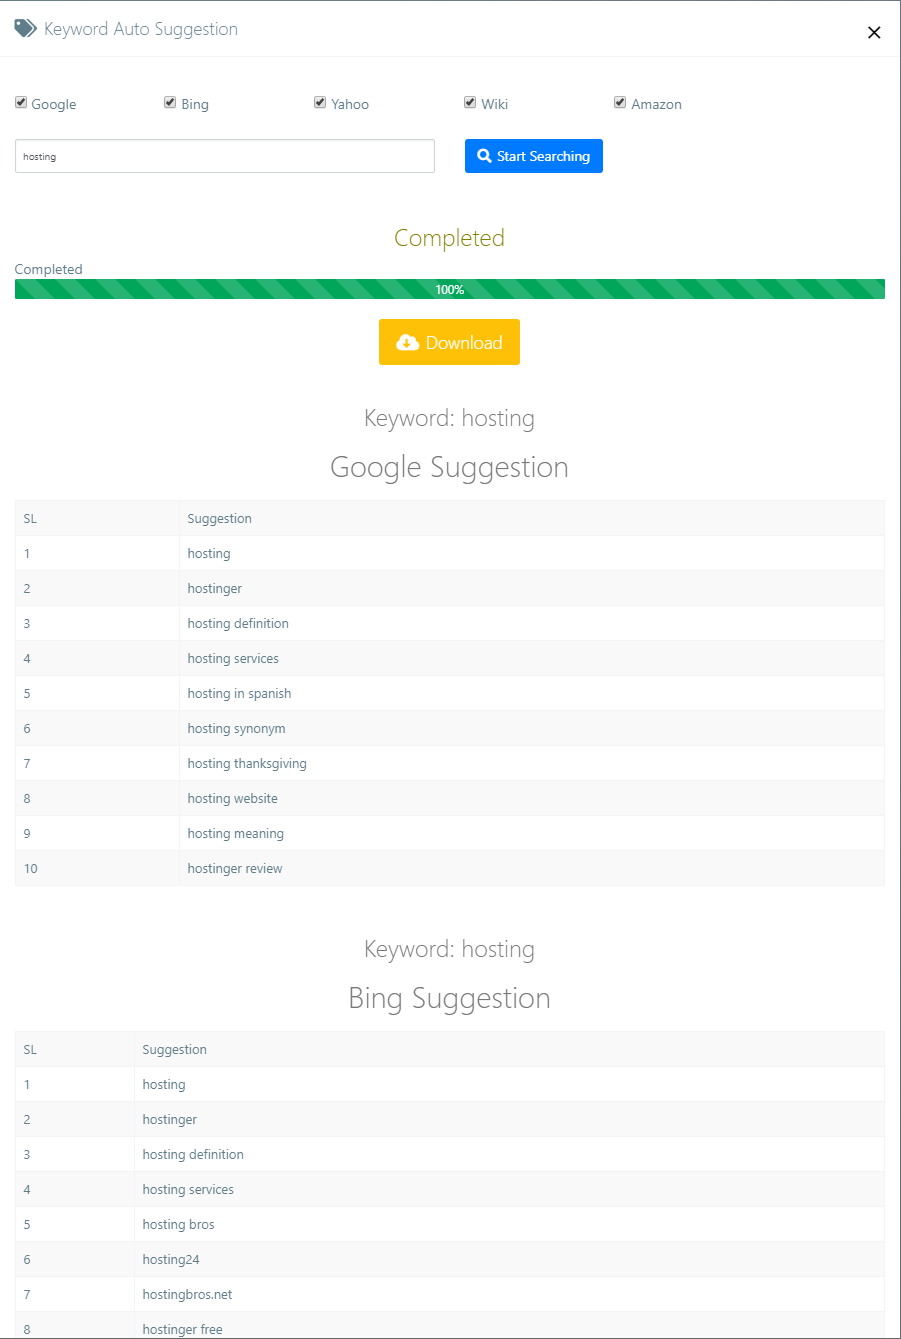 Keyword Auto Suggestion
Google Bing Yahoo Wiki Amazon
hosting Start Searching
Completed
Completed
100%
Download
Keyword: hosting
Google Suggestion
SL Suggestion
1 hosting
2 hostinger
3 hosting definition
4 hosting services
5 hosting in spanish
6 hosting synonym
7 hosting thanksgiving
8 hosting website
9 hosting meaning
10 hostinger review
Keyword: hosting
Bing Suggestion
SL Suggestion
1 hosting
2 hostinger
3 hosting definition
4 hosting services
5 hosting bros
6 hosting24
7 hostingbros.net
8 hostinger free